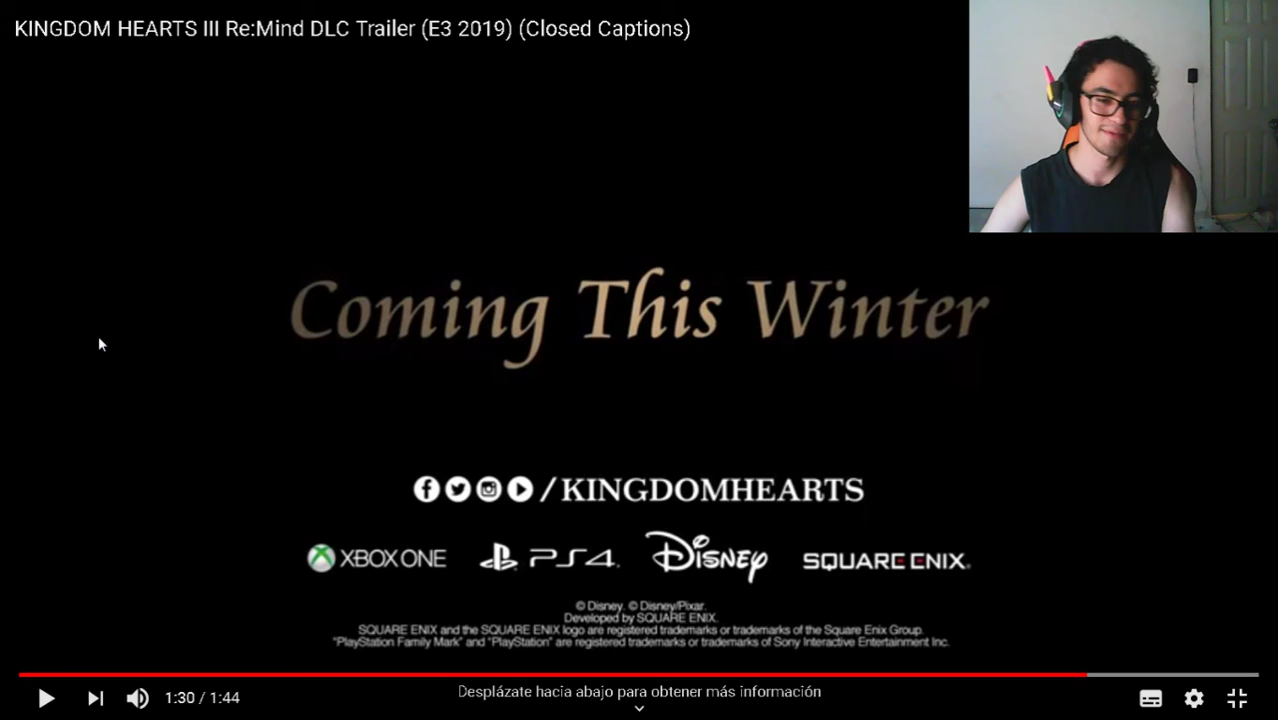 KINGDOM HEARTS III Re:Mind DLC Trailer (E3 2019) (Closed Captions)
Coming This Winter
/KINGDOMHEARTS
XBOX ONE PS4 Disney SQUARE ENIX.
© Disney. © Disney/Pixar.
Developed by SQUARE ENIX.
SQUARE ENIX and the SQUARE ENIX logo are registered trademarks or trademarks of the Square Enix Group.
"PlayStation Family Mark" and "PlayStation" are registered trademarks or trademarks of Sony Interactive Entertainment Inc.
1:30 / 1:44
Desplázate hacia abajo para obtener más información